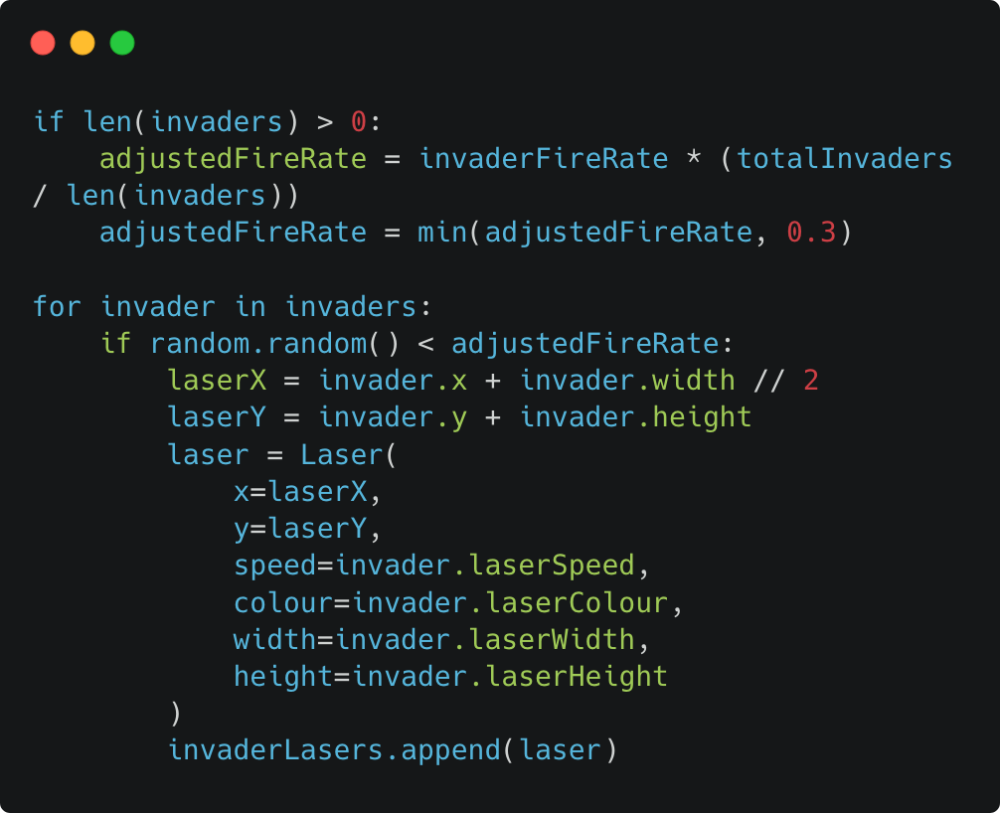 if len(invaders) > 0:
    adjustedFireRate = invaderFireRate * (totalInvaders
/ len(invaders))
    adjustedFireRate = min(adjustedFireRate, 0.3)

for invader in invaders:
    if random.random() < adjustedFireRate:
        laserX = invader.x + invader.width // 2
        laserY = invader.y + invader.height
        laser = Laser(
            x=laserX,
            y=laserY,
            speed=invader.laserSpeed,
            colour=invader.laserColour,
            width=invader.laserWidth,
            height=invader.laserHeight
        )
        invaderLasers.append(laser)